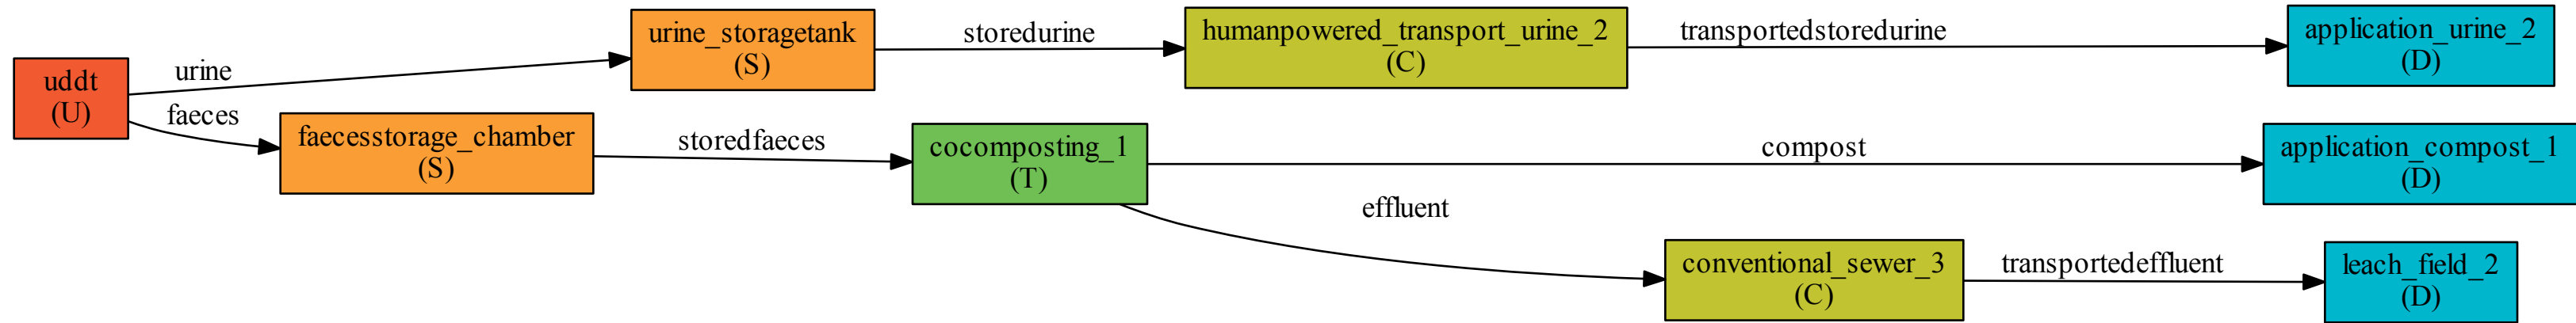 uddt
(U)
urine
faeces
urine_storagetank
(S)
faecesstorage_chamber
(S)
storedurine
storedfaeces
humanpowered_transport_urine_2
(C)
cocomposting_1
(T)
transportedstoredurine
compost
effluent
conventional_sewer_3
(C)
transportedeffluent
application_urine_2
(D)
application_compost_1
(D)
leach_field_2
(D)